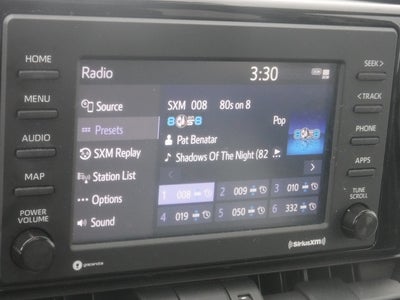 HOME
MENU
AUDIO
MAP
POWER
VOLUME
Radio
3:30
Source
Presets
SXM Replay
Station List
Options
Sound
SXM 008 80s on 8
Pop
Pat Benatar
Shadows Of The Night (82
1 008
2 009
3 010
4 019
5 050
6 332
SEEK >
< TRACK
PHONE
APPS
TUNE
SCROLL
SiriusXM